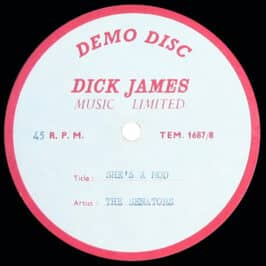 DEMO DISC
DICK JAMES
MUSIC LIMITED
45 R. P. M. TEM. 1687/8
Title: SHE'S A MOD
Artist: THE SENATORS